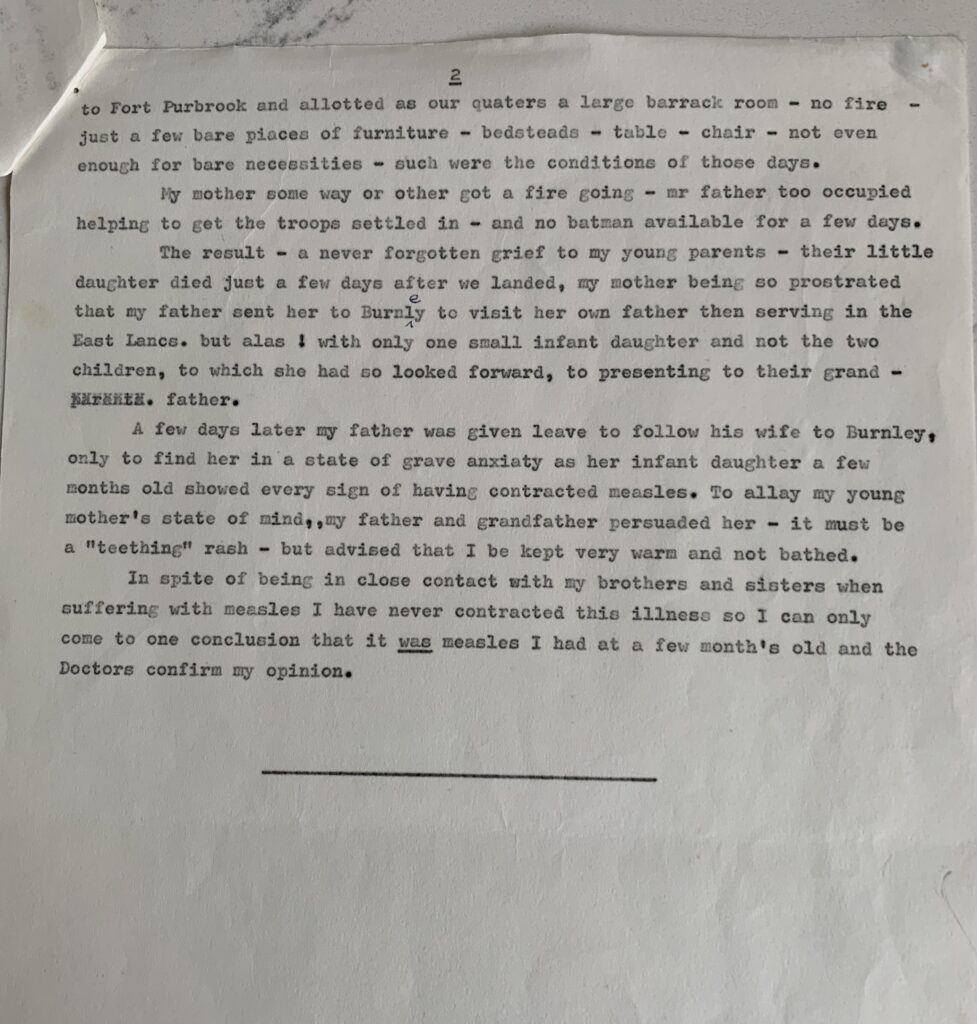 2
to Fort Purbrook and allotted as our quaters a large barrack room - no fire -
just a few bare piaces of furniture - bedsteads - table - chair - not even
enough for bare necessities - such were the conditions of those days.
My mother some way or other got a fire going - mr father too occupied
helping to get the troops settled in - and no batman available for a few days.
The result - a never forgotten grief to my young parents - their little
daughter died just a few days after we landed, my mother being so prostrated
that my father sent her to Burnley to visit her own father then serving in the
East Lancs. but alas ! with only one small infant daughter and not the two
children, to which she had so looked forward, to presenting to their grand -
father.
A few days later my father was given leave to follow his wife to Burnley,
only to find her in a state of grave anxiaty as her infant daughter a few
months old showed every sign of having contracted measles. To allay my young
mother's state of mind,,my father and grandfather persuaded her - it must be
a "teething" rash - but advised that I be kept very warm and not bathed.
In spite of being in close contact with my brothers and sisters when
suffering with measles I have never contracted this illness so I can only
come to one conclusion that it was measles I had at a few month's old and the
Doctors confirm my opinion.